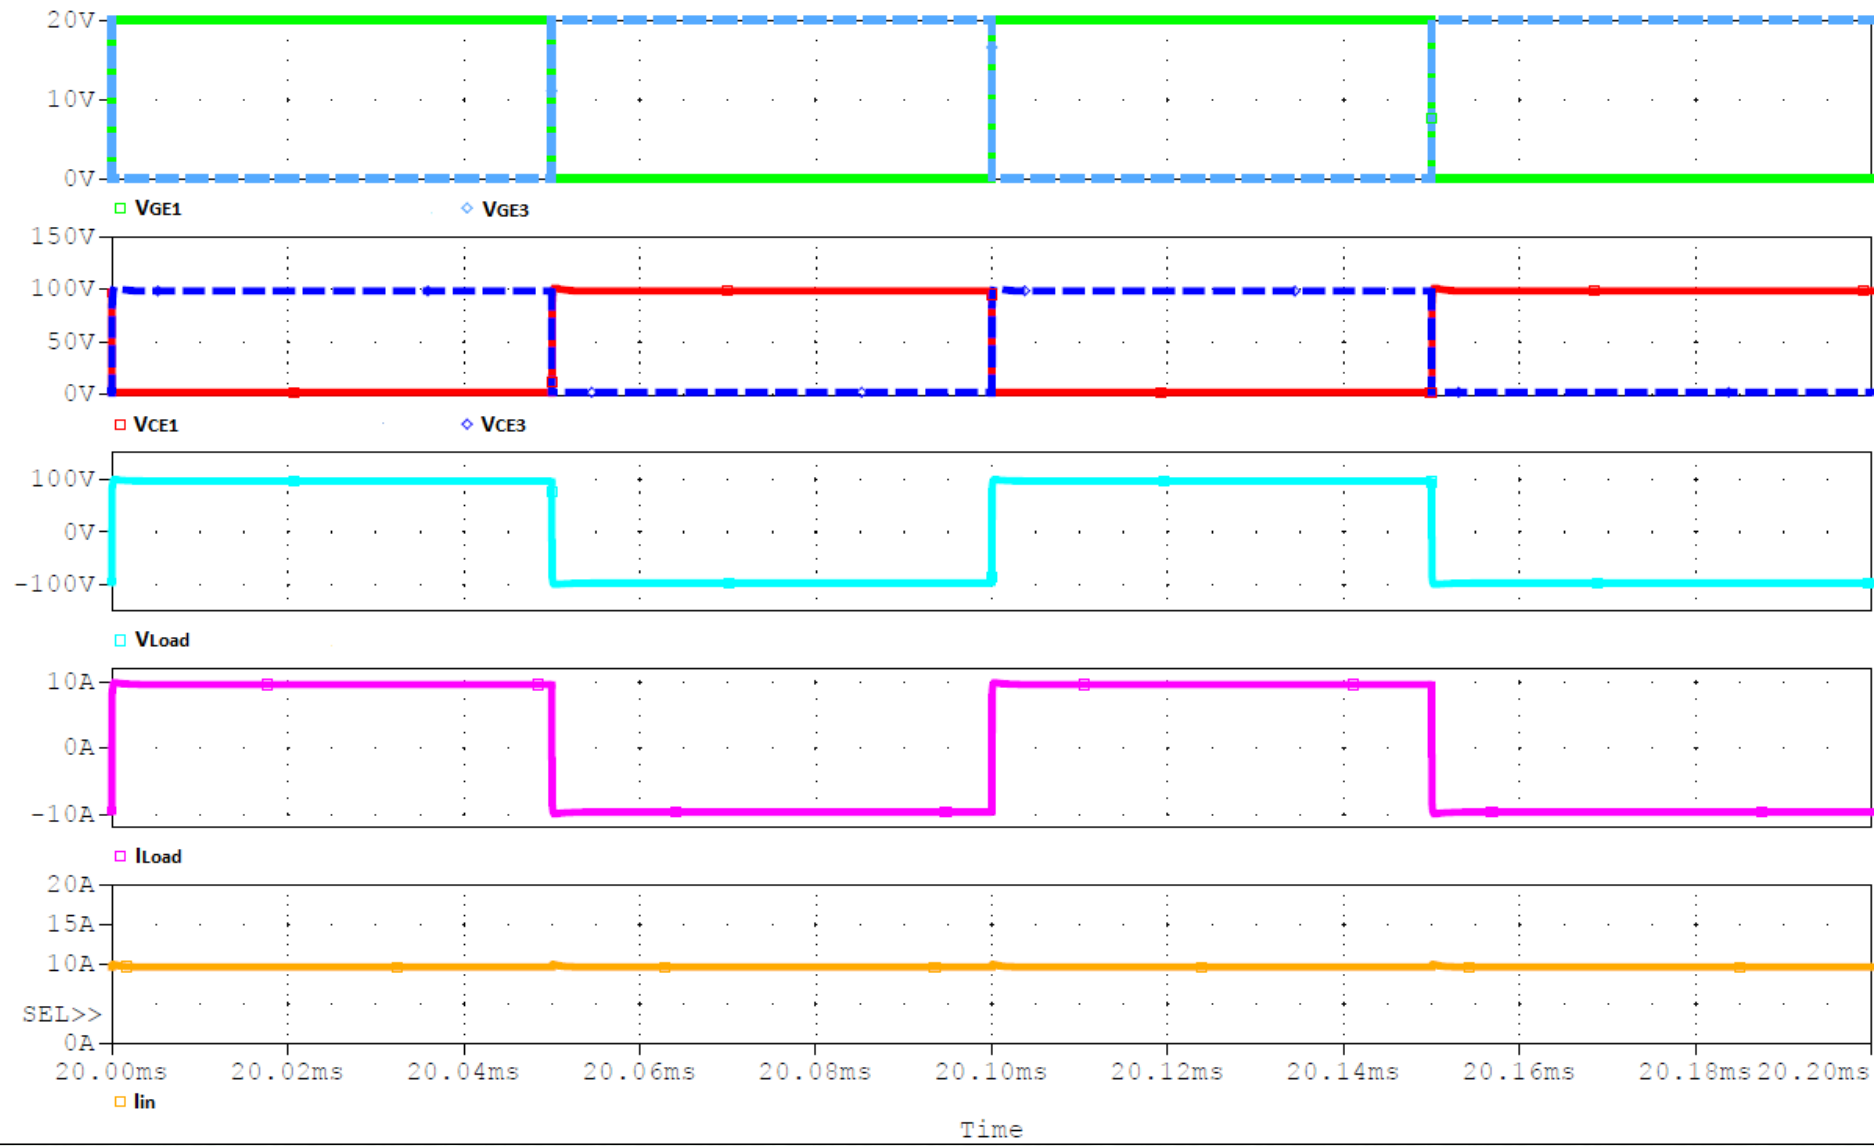 20V
10V
0V
VGE1 VGE3
150V
100V
50V
0V
VCE1 VCE3
100V
0V
-100V
VLoad
10A
0A
-10A
ILoad
20A
15A
10A
SEL>>
0A
20.00ms 20.02ms 20.04ms 20.06ms 20.08ms 20.10ms 20.12ms 20.14ms 20.16ms 20.18ms 20.20ms
Iin
Time